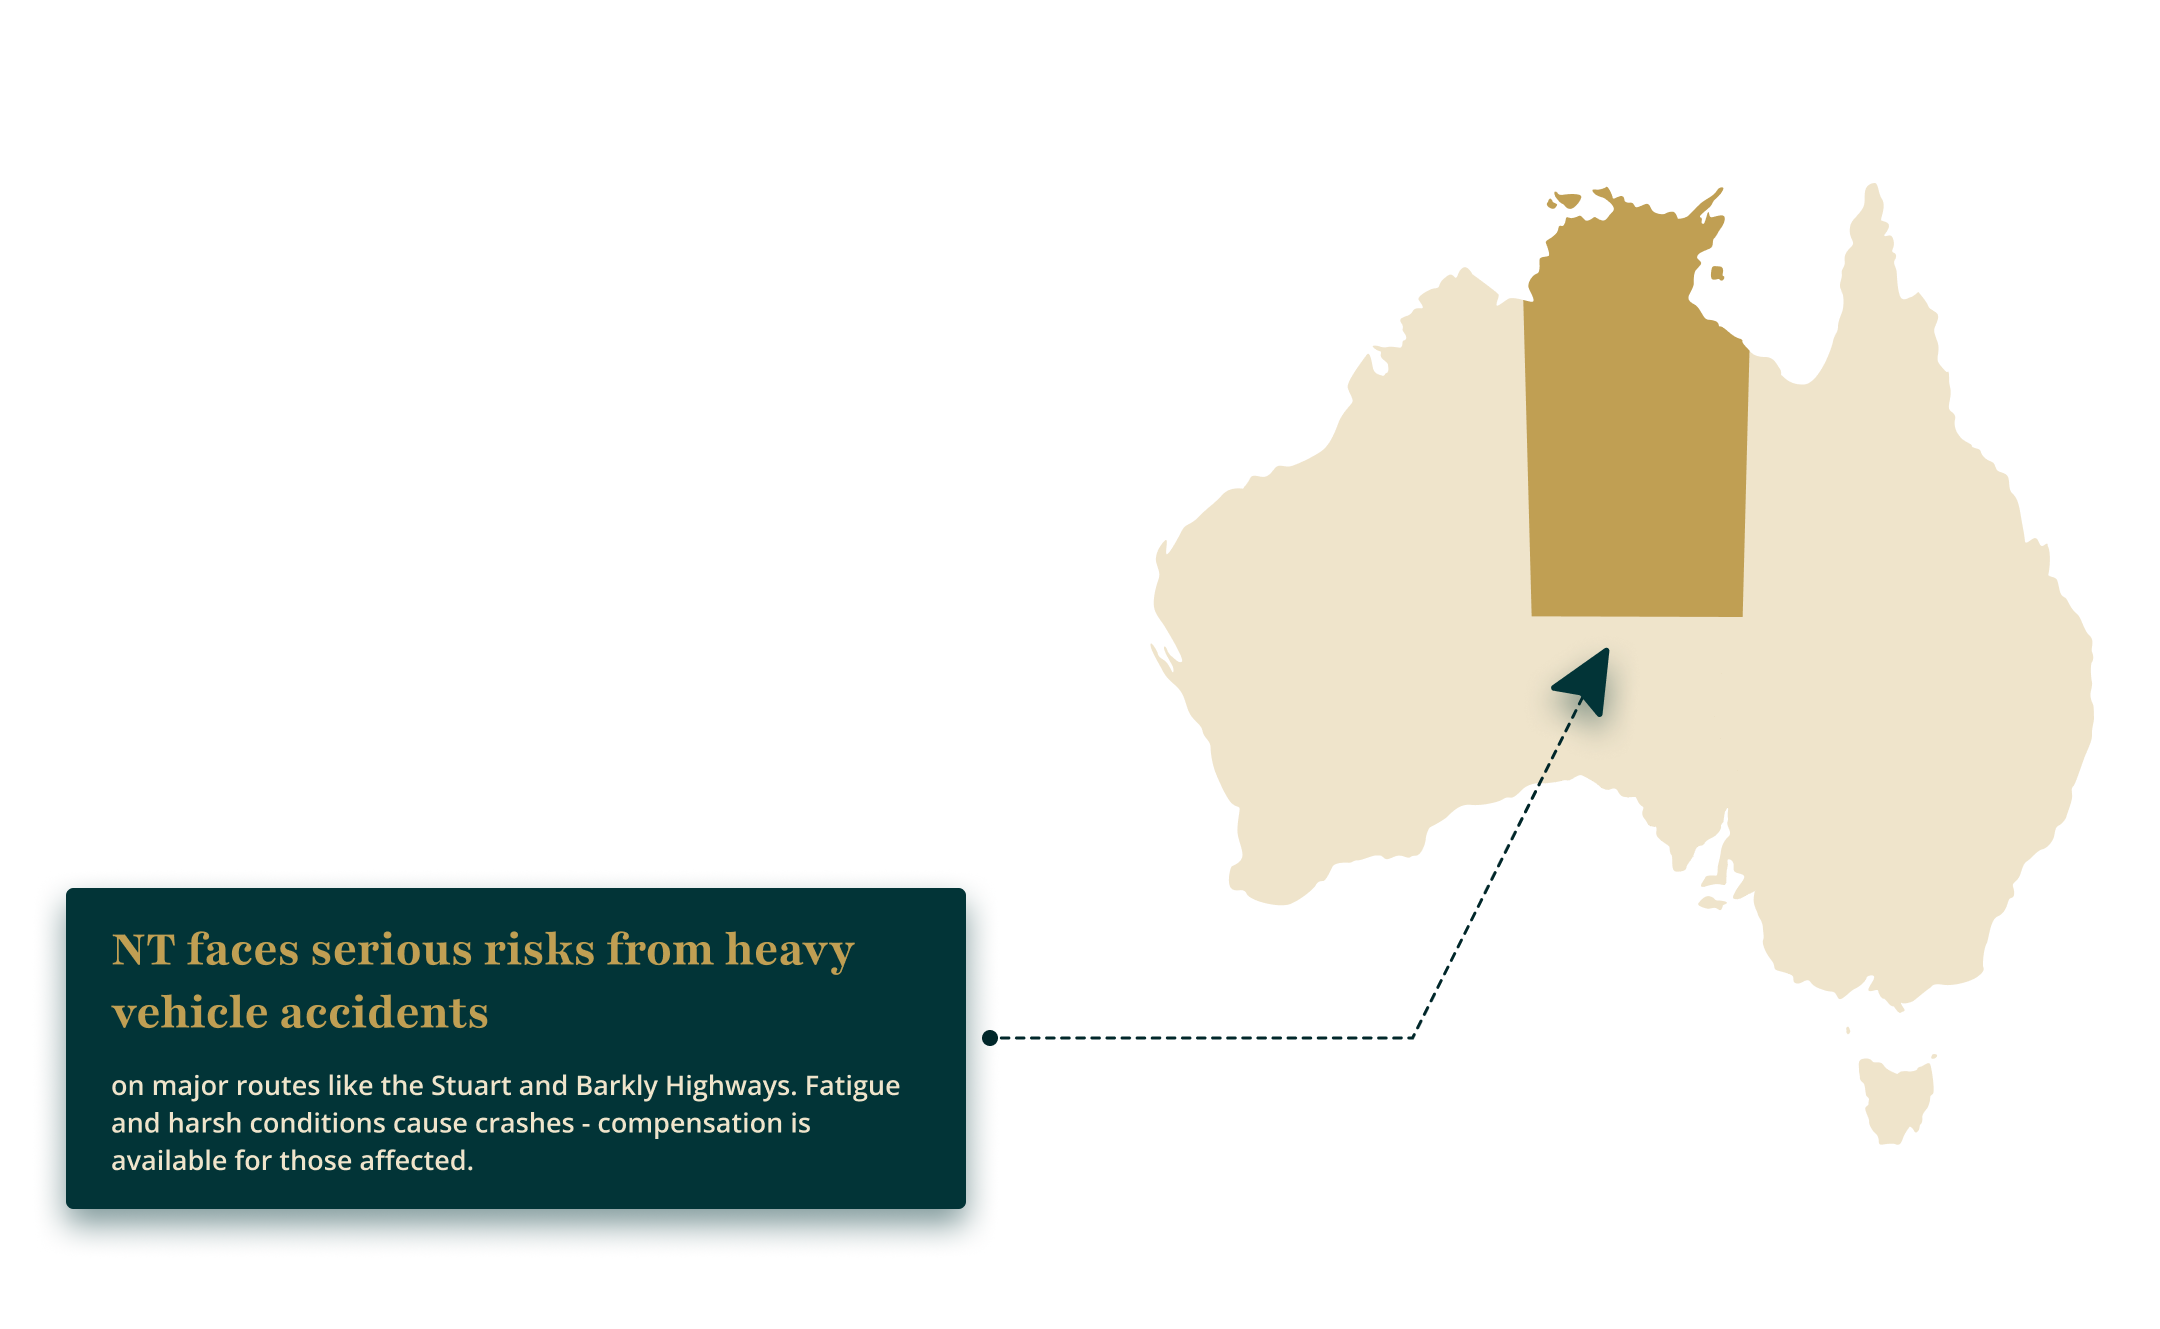 NT faces serious risks from heavy
vehicle accidents
on major routes like the Stuart and Barkly Highways. Fatigue
and harsh conditions cause crashes - compensation is
available for those affected.